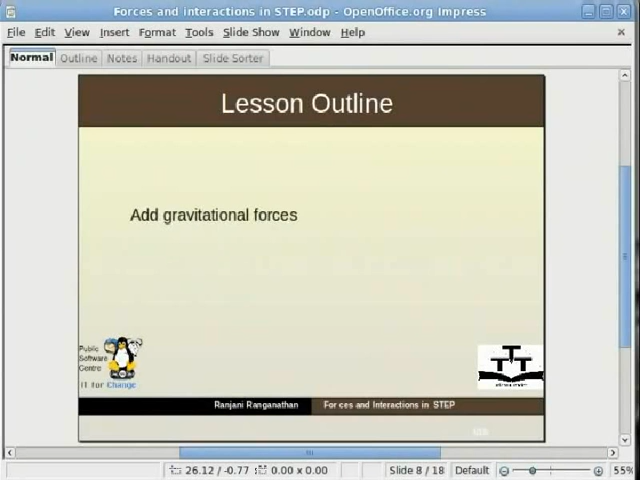 Forces and interactions in STEP.odp - OpenOffice.org Impress
File Edit View Insert Format Tools Slide Show Window Help
Normal Outline Notes Handout Slide Sorter
Lesson Outline
Add gravitational forces
Public
Software
Centre
IT for Change
TTT
Ranjani Ranganathan Forces and Interactions in STEP
26.12 / -0.77 0.00 x 0.00 Slide 8 / 18 Default 55%